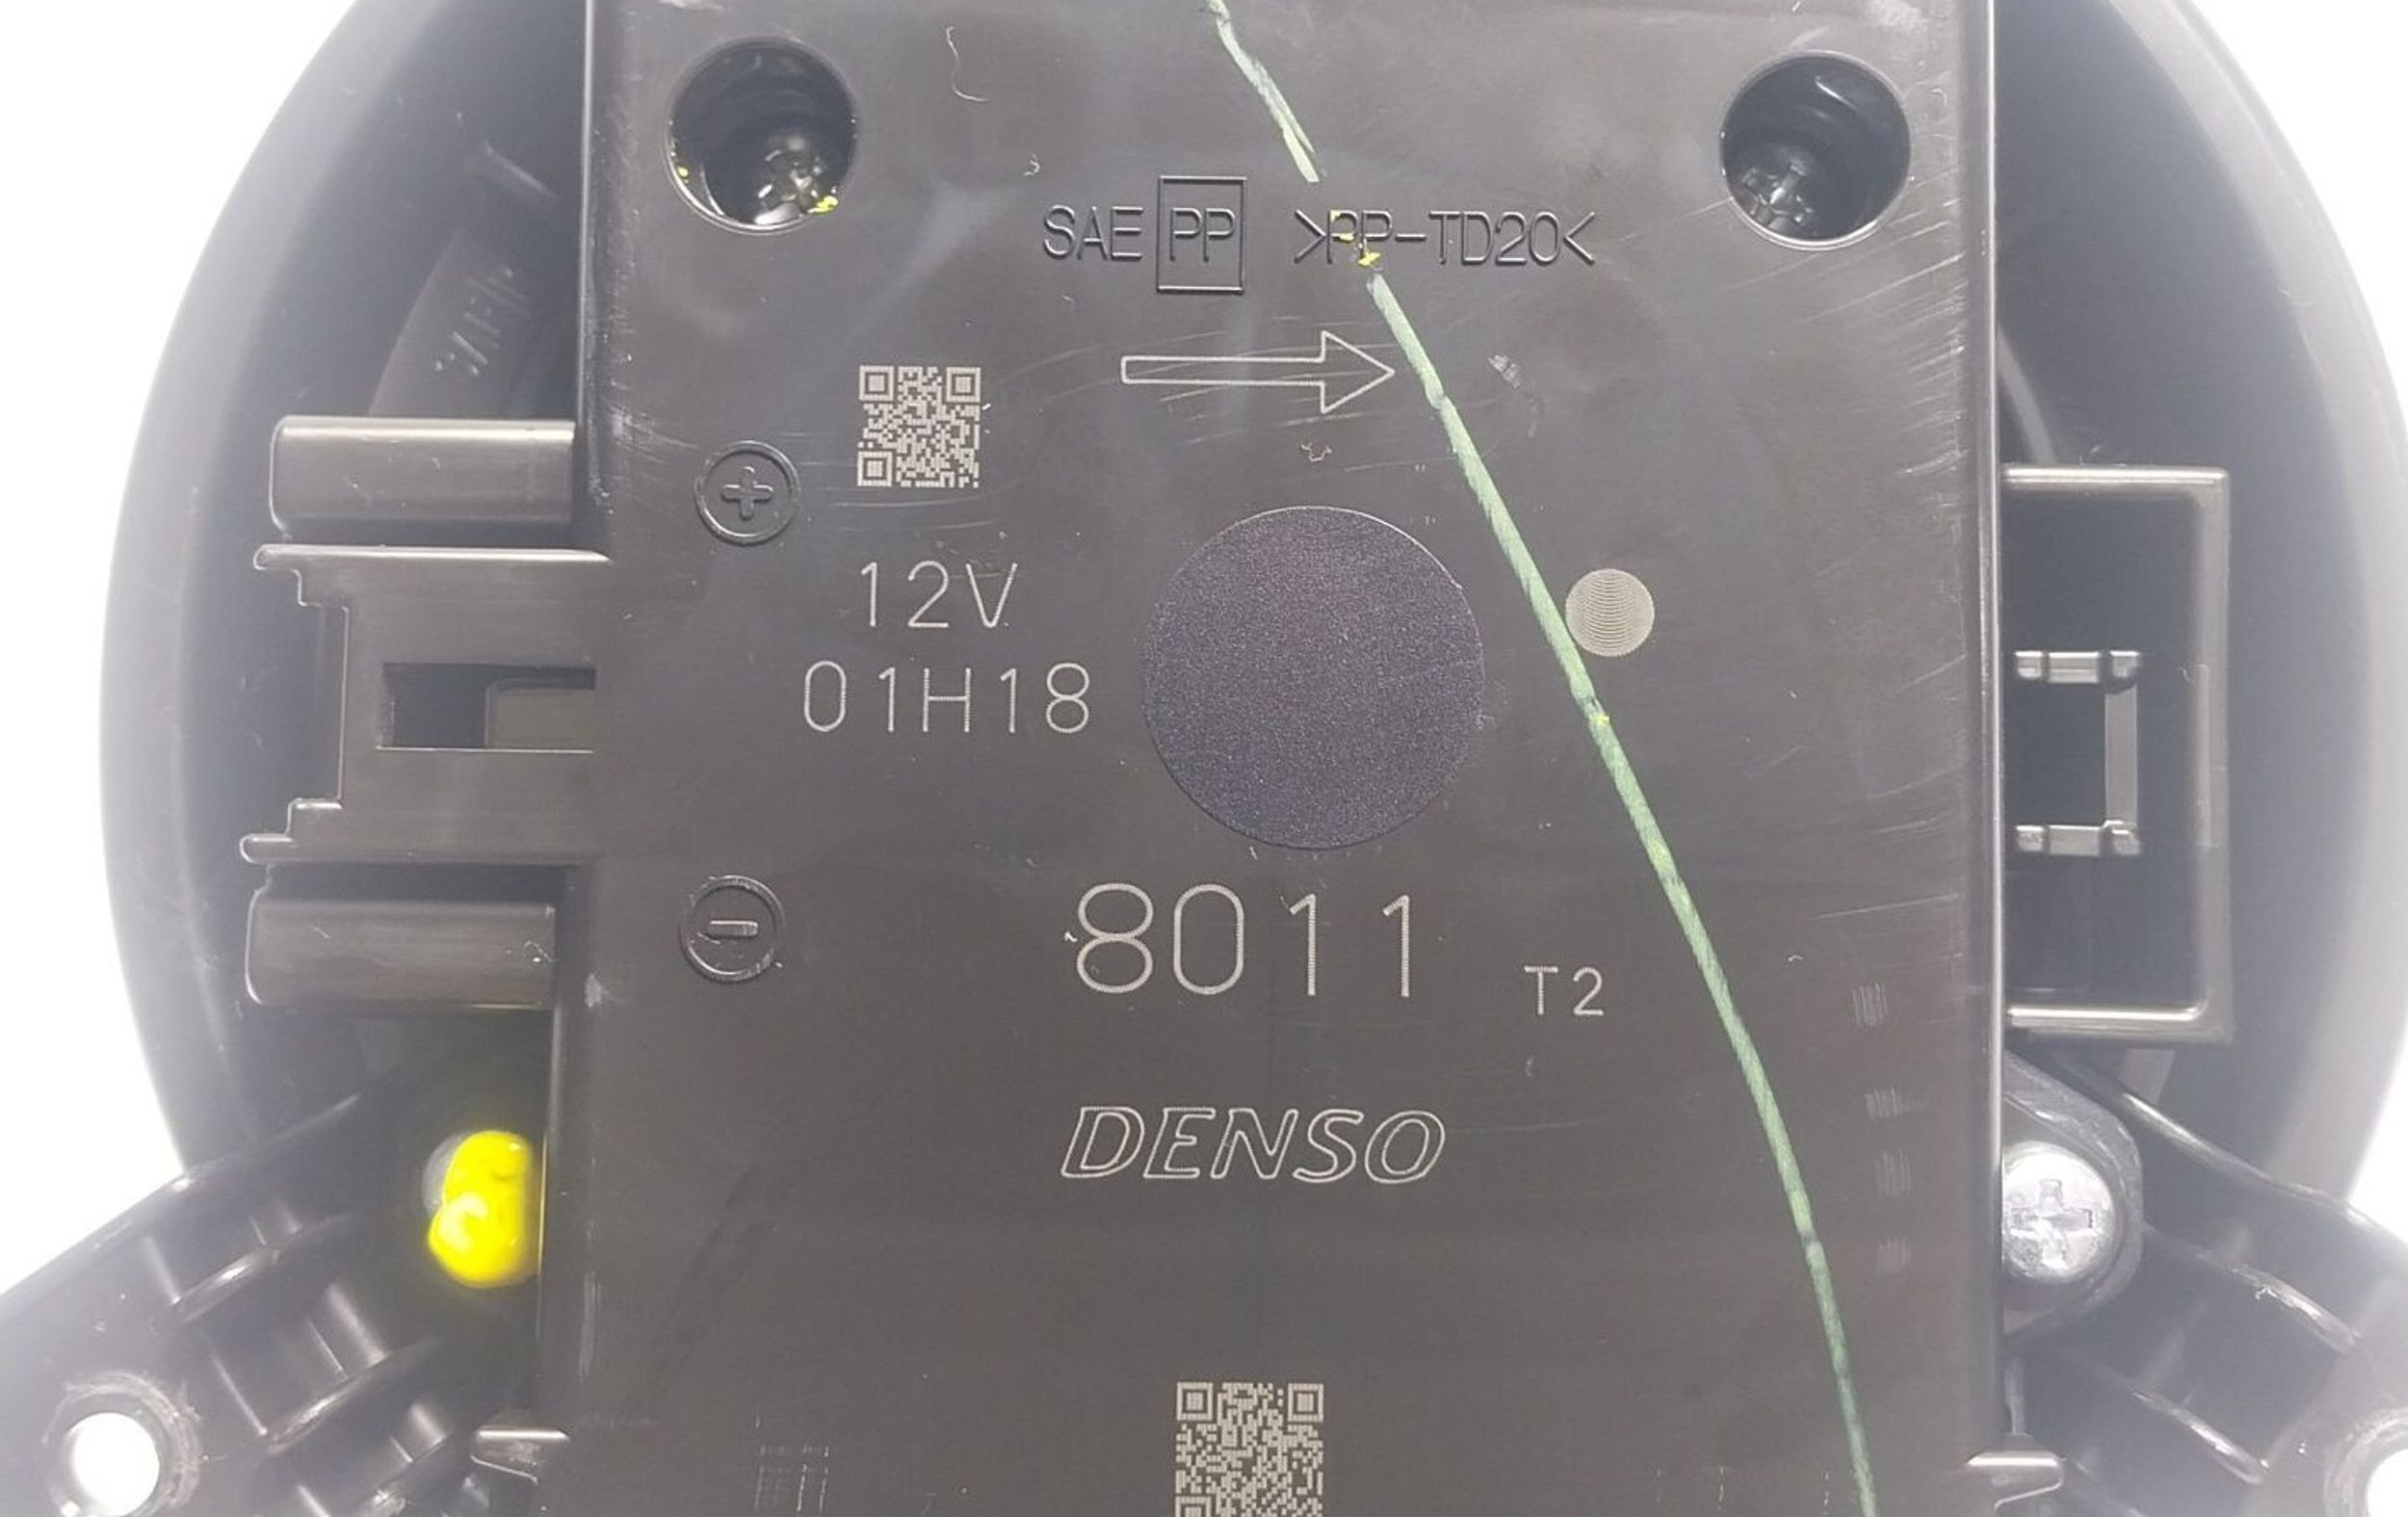 SAE PP >PP-TD20<
12V
01H18
8011 T2
DENSO